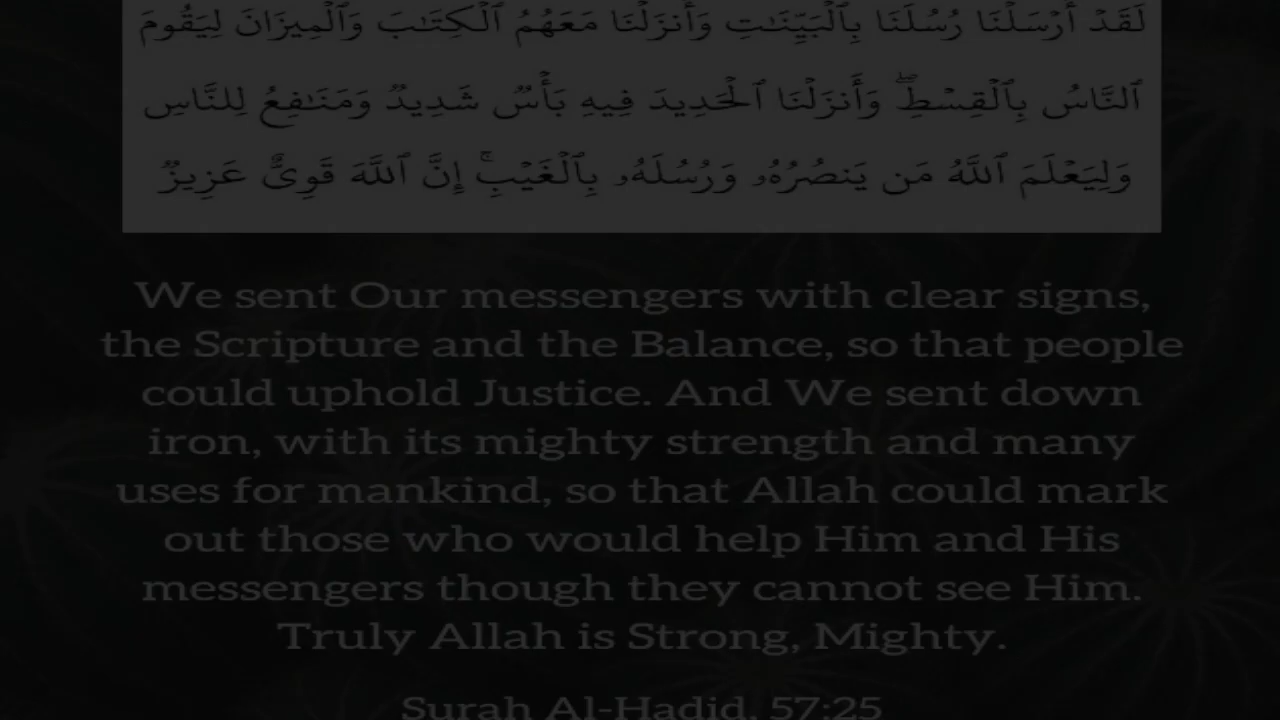 لَقَدْ أَرْسَلْنَا رُسُلَنَا بِٱلْبَيِّنَـٰتِ وَأَنزَلْنَا مَعَهُمُ ٱلْكِتَـٰبَ وَٱلْمِيزَانَ لِيَقُومَ
ٱلنَّاسُ بِٱلْقِسْطِ ۖ وَأَنزَلْنَا ٱلْحَدِيدَ فِيهِ بَأْسٌ شَدِيدٌ وَمَنَـٰفِعُ لِلنَّاسِ
وَلِيَعْلَمَ ٱللَّهُ مَن يَنصُرُهُۥ وَرُسُلَهُۥ بِٱلْغَيْبِ ۚ إِنَّ ٱللَّهَ قَوِىٌّ عَزِيزٌ
We sent Our messengers with clear signs,
the Scripture and the Balance, so that people
could uphold Justice. And We sent down
iron, with its mighty strength and many
uses for mankind, so that Allah could mark
out those who would help Him and His
messengers though they cannot see Him.
Truly Allah is Strong, Mighty.
Surah Al-Hadid, 57:25